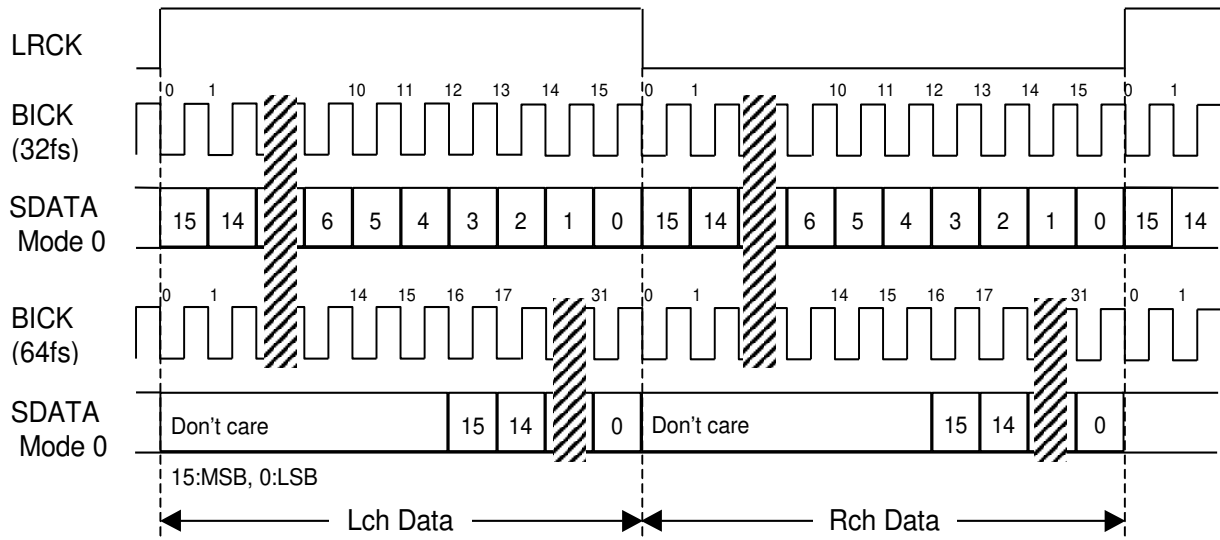 LRCK
0 1 10 11 12 13 14 15 0 1 10 11 12 13 14 15 0 1
BICK
(32fs)
SDATA
Mode 0
15 14 6 5 4 3 2 1 0 15 14 6 5 4 3 2 1 0 15 14
0 1 14 15 16 17 31 0 1 14 15 16 17 31 0 1
BICK
(64fs)
SDATA
Mode 0
Don't care 15 14 0 Don't care 15 14 0
15:MSB, 0:LSB
Lch Data Rch Data